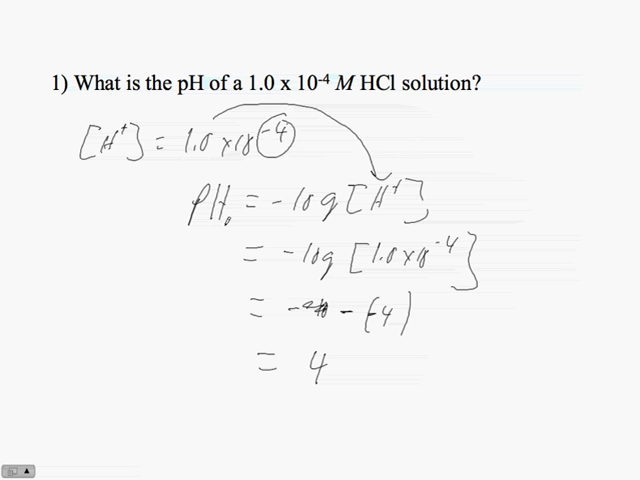 1) What is the pH of a 1.0 x 10⁻⁴ M HCl solution?
[H⁺] = 1.0 x 10⁻⁴
pH = -log [H⁺]
= -log [1.0 x 10⁻⁴]
= - (-4)
= 4